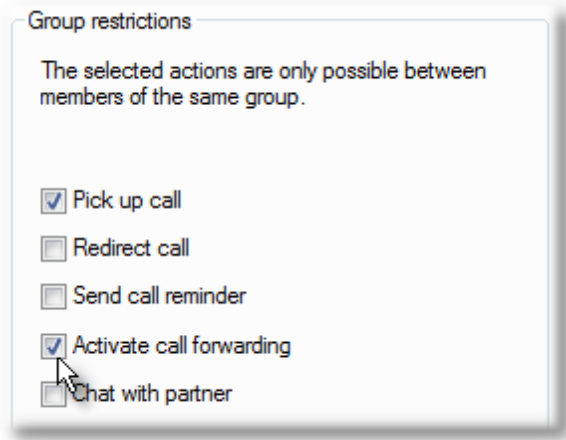 Group restrictions
The selected actions are only possible between
members of the same group.
Pick up call
Redirect call
Send call reminder
Activate call forwarding
Chat with partner